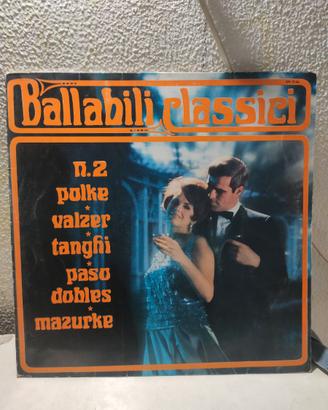 Ballabili classici
n.2
polke
valzer
tanghi
paso
dobles
mazurke